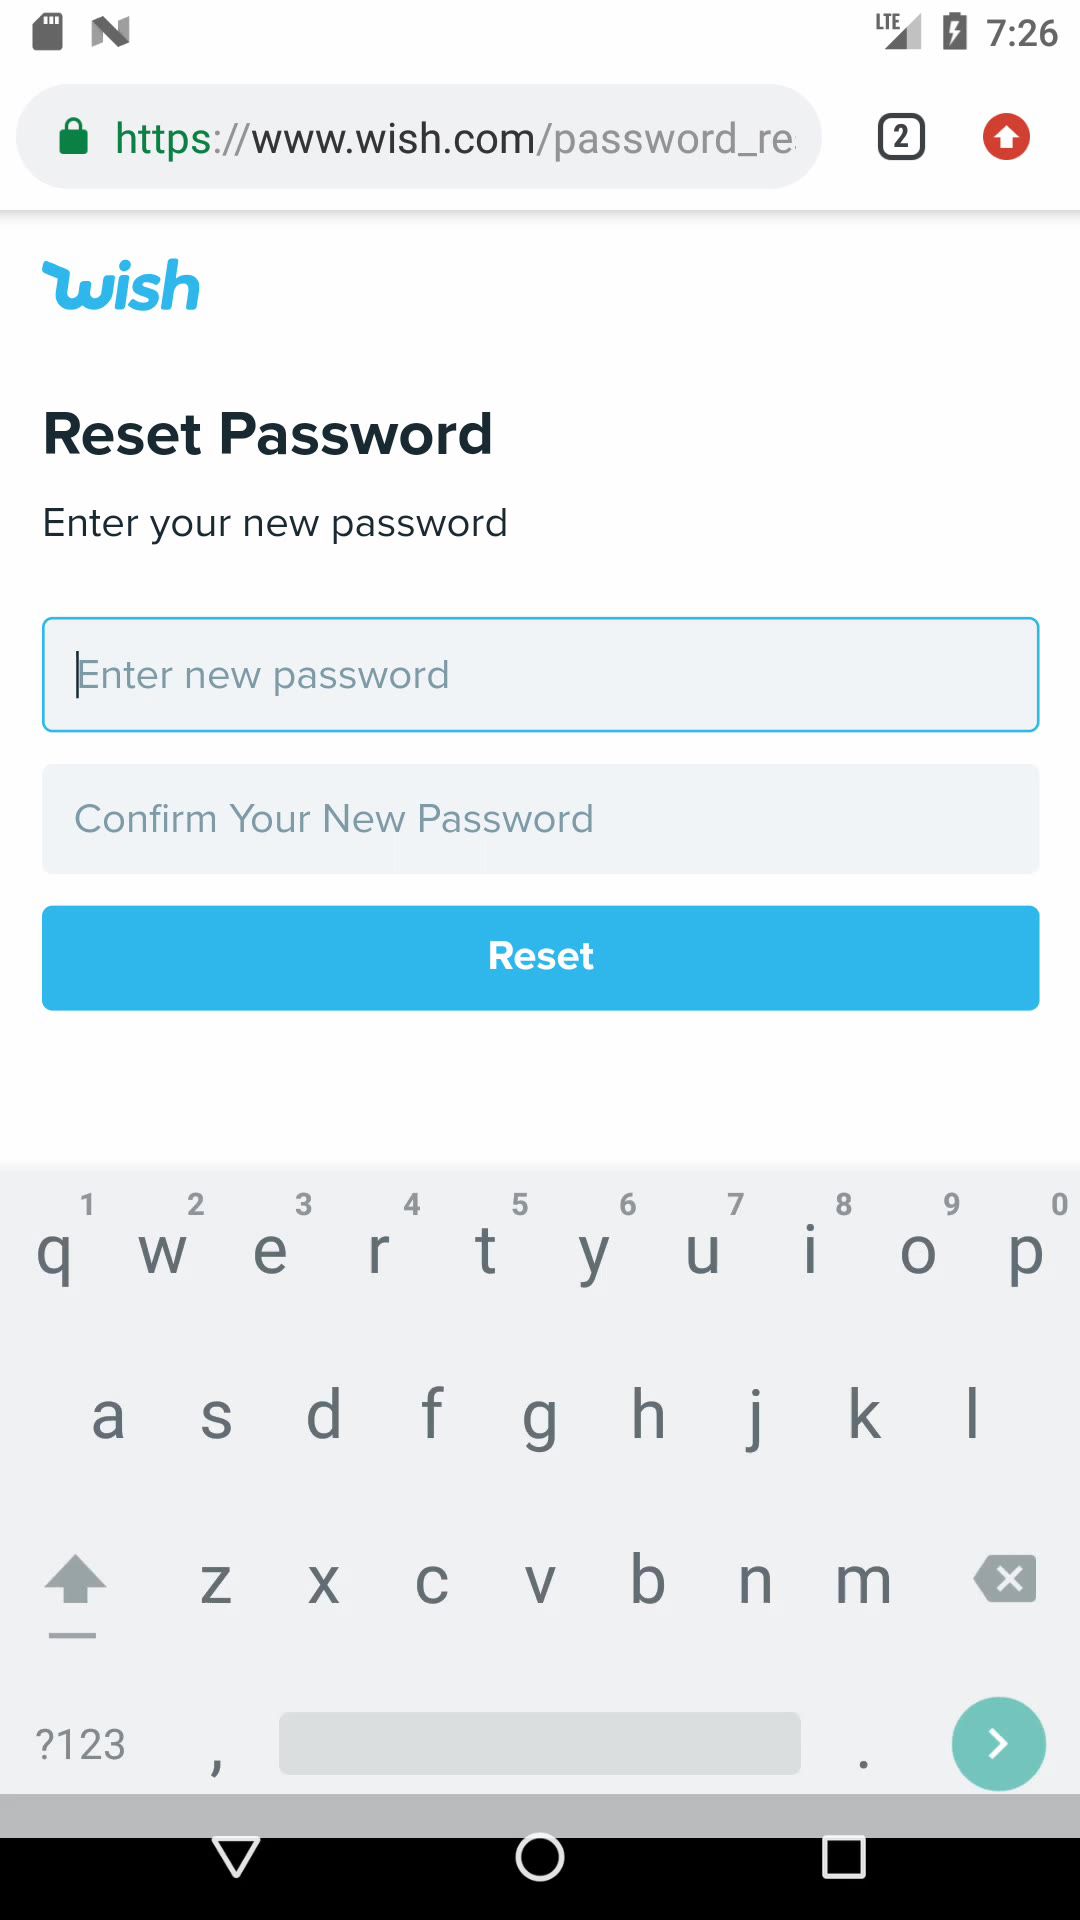 LTE 7:26
https://www.wish.com/password_re
2
wish
Reset Password
Enter your new password
Enter new password
Confirm Your New Password
Reset
1 2 3 4 5 6 7 8 9 0
q w e r t y u i o p
a s d f g h j k l
z x c v b n m
?123 , .